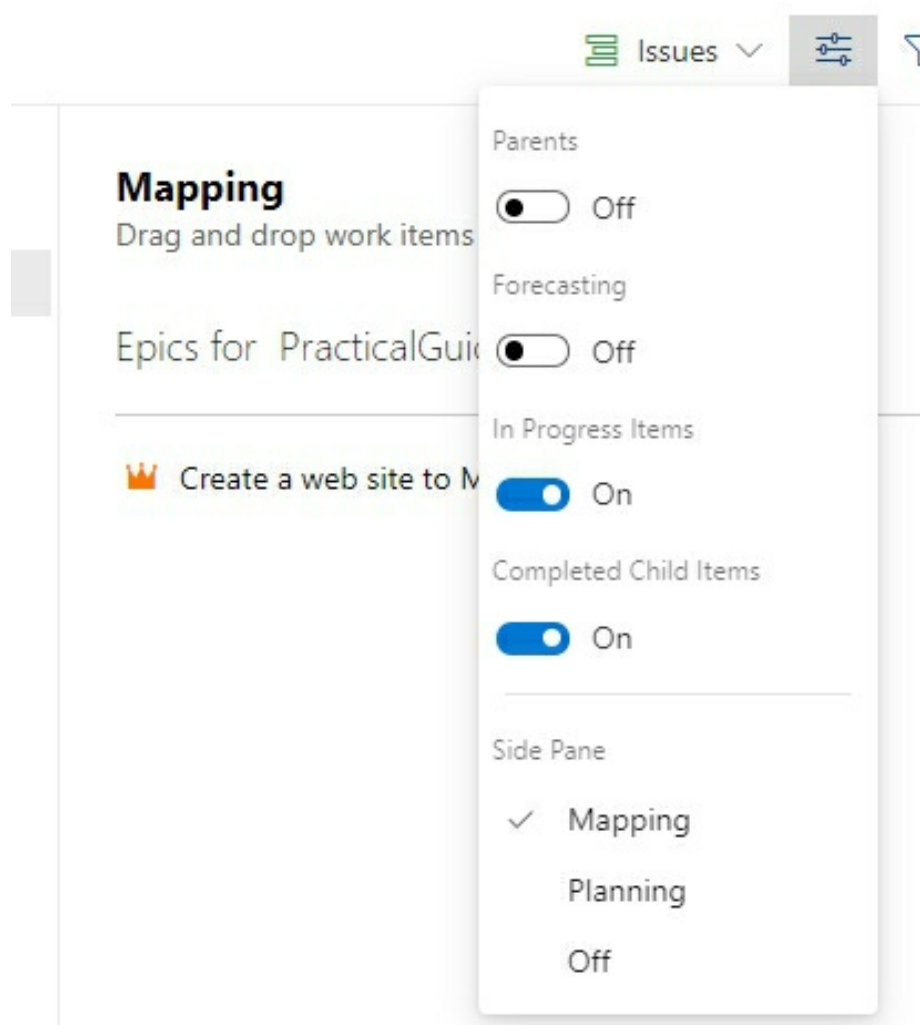 Issues
Parents
Off
Forecasting
Off
In Progress Items
On
Completed Child Items
On
Side Pane
Mapping
Planning
Off
Mapping
Drag and drop work items
Epics for
Create a web site to